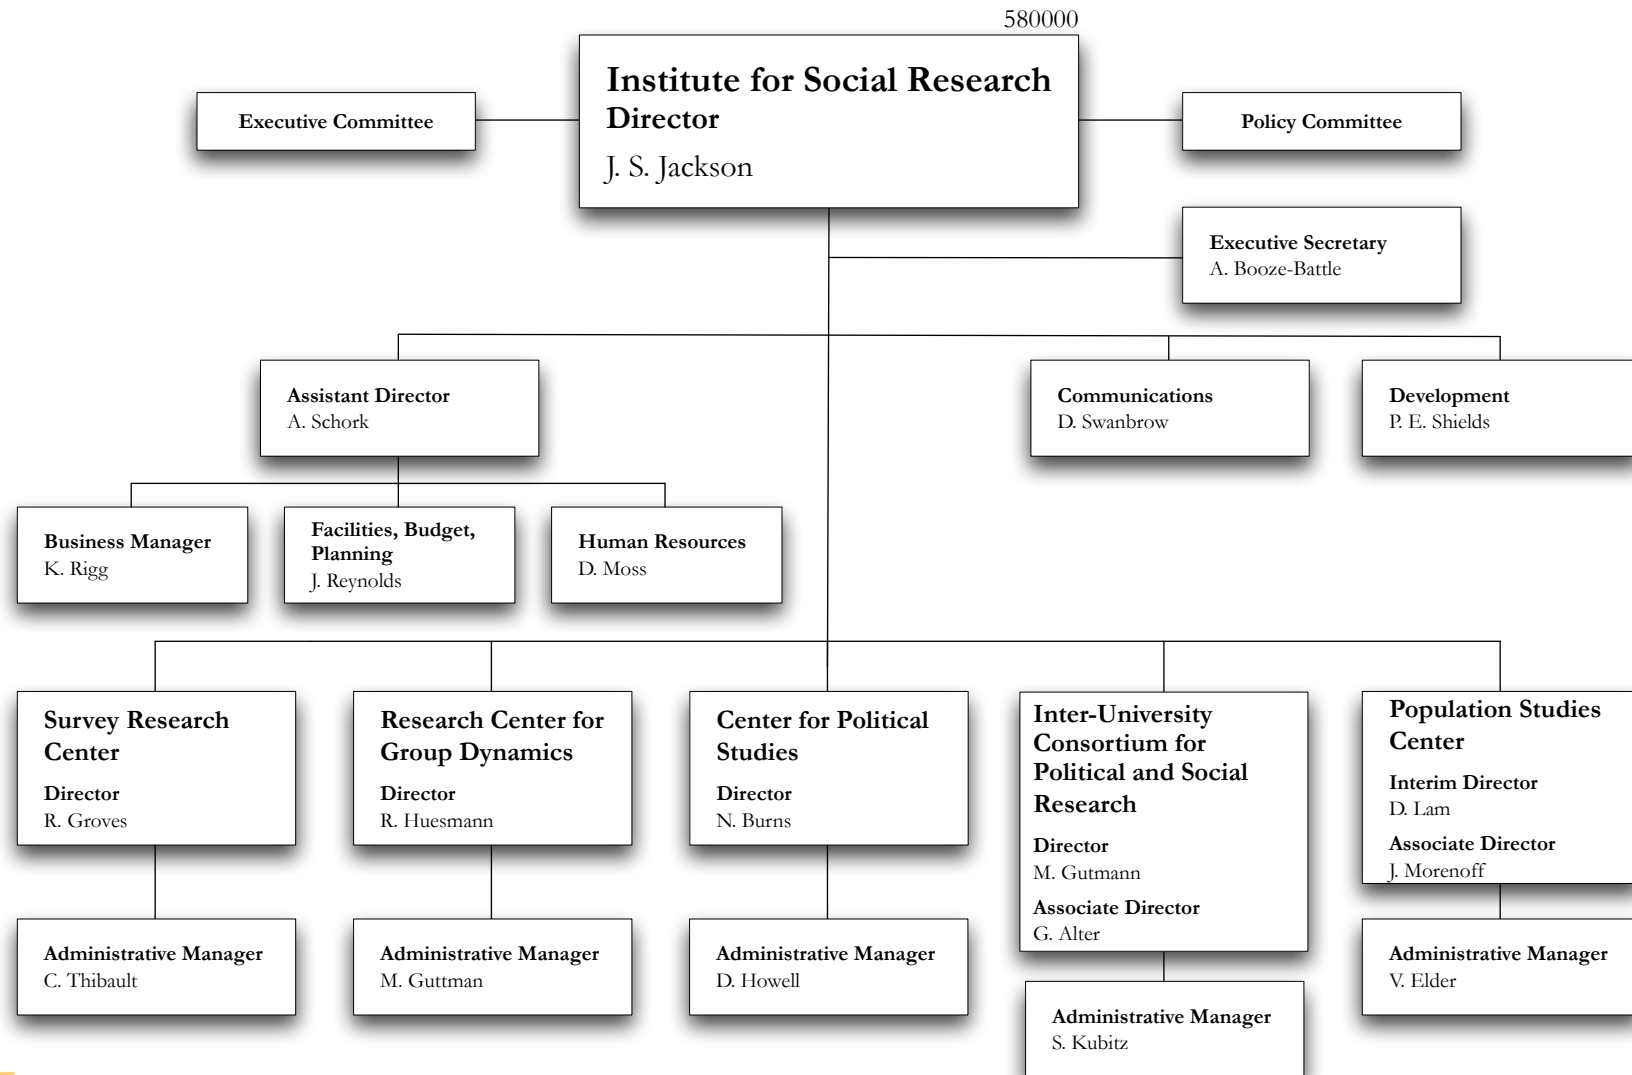 580000
Institute for Social Research
Director
J. S. Jackson
Executive Committee
Policy Committee
Executive Secretary
A. Booze-Battle
Assistant Director
A. Schork
Communications
D. Swanbrow
Development
P. E. Shields
Business Manager
K. Rigg
Facilities, Budget,
Planning
J. Reynolds
Human Resources
D. Moss
Survey Research
Center
Director
R. Groves
Research Center for
Group Dynamics
Director
R. Huesmann
Center for Political
Studies
Director
N. Burns
Inter-University
Consortium for
Political and Social
Research
Director
M. Gutmann
Associate Director
G. Alter
Population Studies
Center
Interim Director
D. Lam
Associate Director
J. Morenoff
Administrative Manager
C. Thibault
Administrative Manager
M. Guttman
Administrative Manager
D. Howell
Administrative Manager
S. Kubitz
Administrative Manager
V. Elder